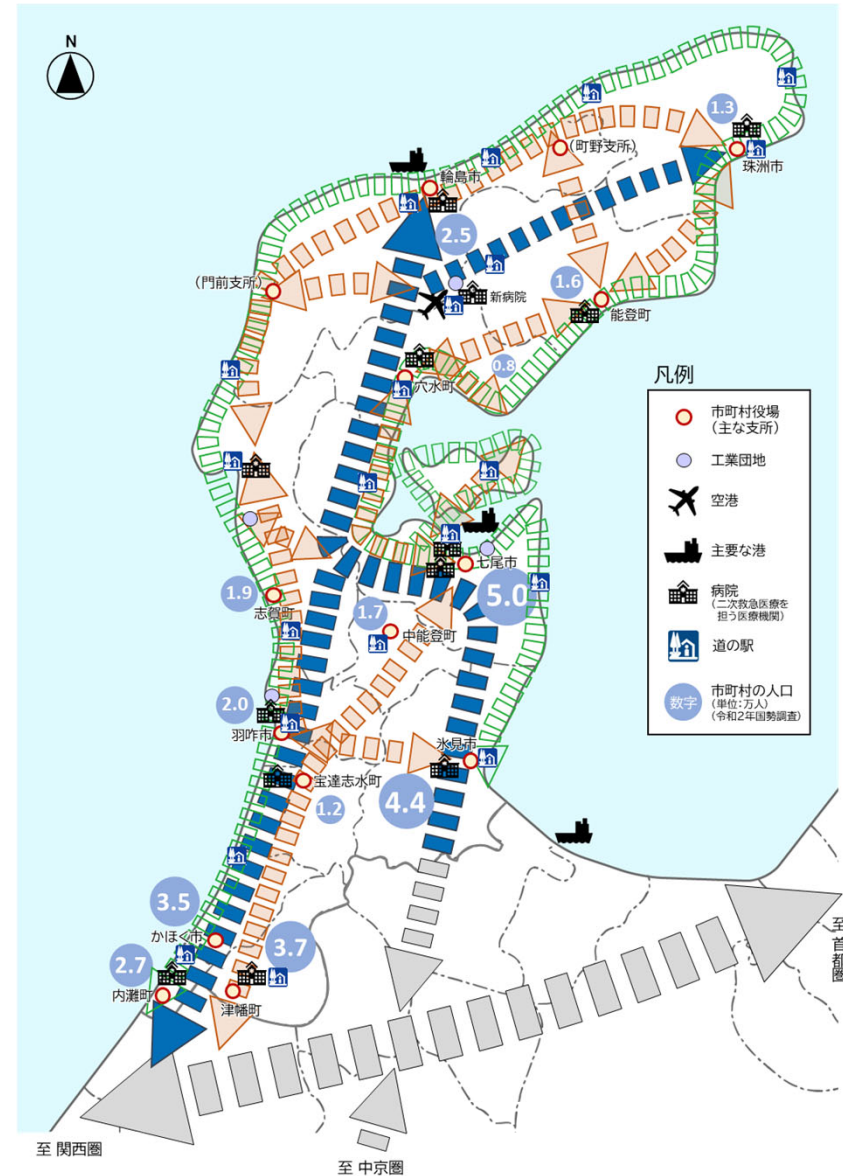 N
1.3
(町野支所)
珠洲市
輪島市
2.5
(門前支所)
新病院
1.6
能登町
0.8
穴水町
凡例
市町村役場
(主な支所)
工業団地
空港
主要な港
病院
(二次救急医療を
担う医療機関)
道の駅
数字
市町村の人口
(単位:万人)
(令和2年国勢調査)
七尾市
5.0
1.9
志賀町
1.7
中能登町
2.0
羽咋市
氷見市
宝達志水町
4.4
1.2
3.5
かほく市
3.7
2.7
内灘町
津幡町
至 首都圏
至 関西圏
至 中京圏